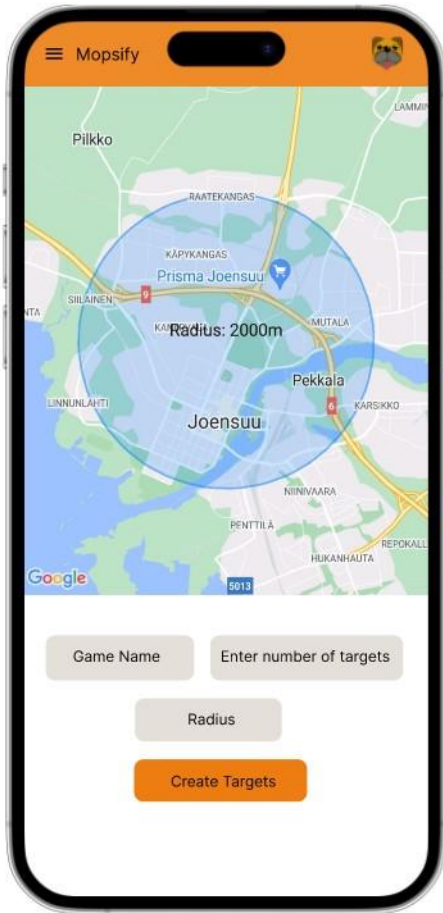 Mopsify
LAMMIN
Pilkko
RAATEKANGAS
KÄPYKANGAS
Prisma Joensuu
SIILAINEN
9
NTA
Radius: 2000m
MUTALA
Pekkala
LINNUNLAHTI
6
KARSIKKO
Joensuu
NIINIVAARA
PENTTILÄ
REPOKALL
HUKANHAUTA
Google
5013
Game Name
Enter number of targets
Radius
Create Targets